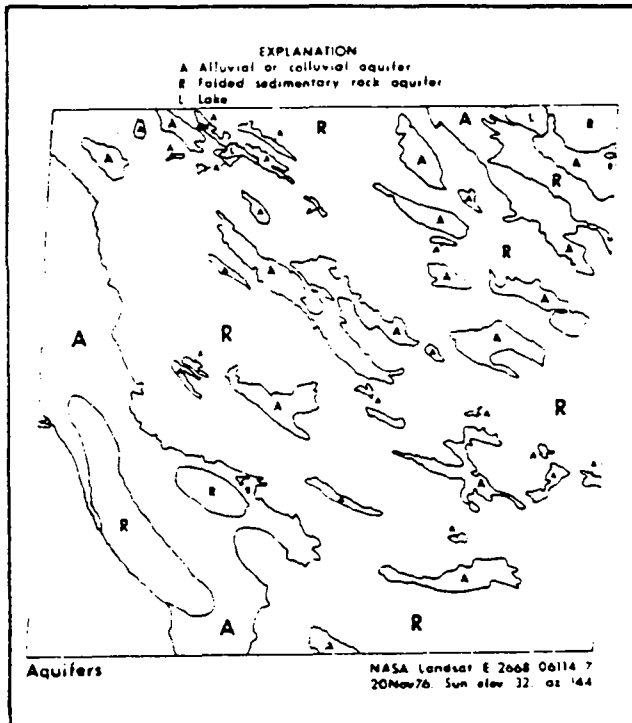 EXPLANATION
A Alluvial or colluvial aquifer
R Folded sedimentary rock aquifer
L Lake
R
A
L
R
A
A
A
A
A
A
A
L
A
A
A
A
R
A
A
A
A
A
R
A
A
A
A
A
A
R
A
A
A
A
A
A
R
A
A
A
A
A
A
R
R
A
A
A
R
A
Aquifers
NASA Landsat E 2668 06114 7
20Nov76. Sun elev 32. az 144